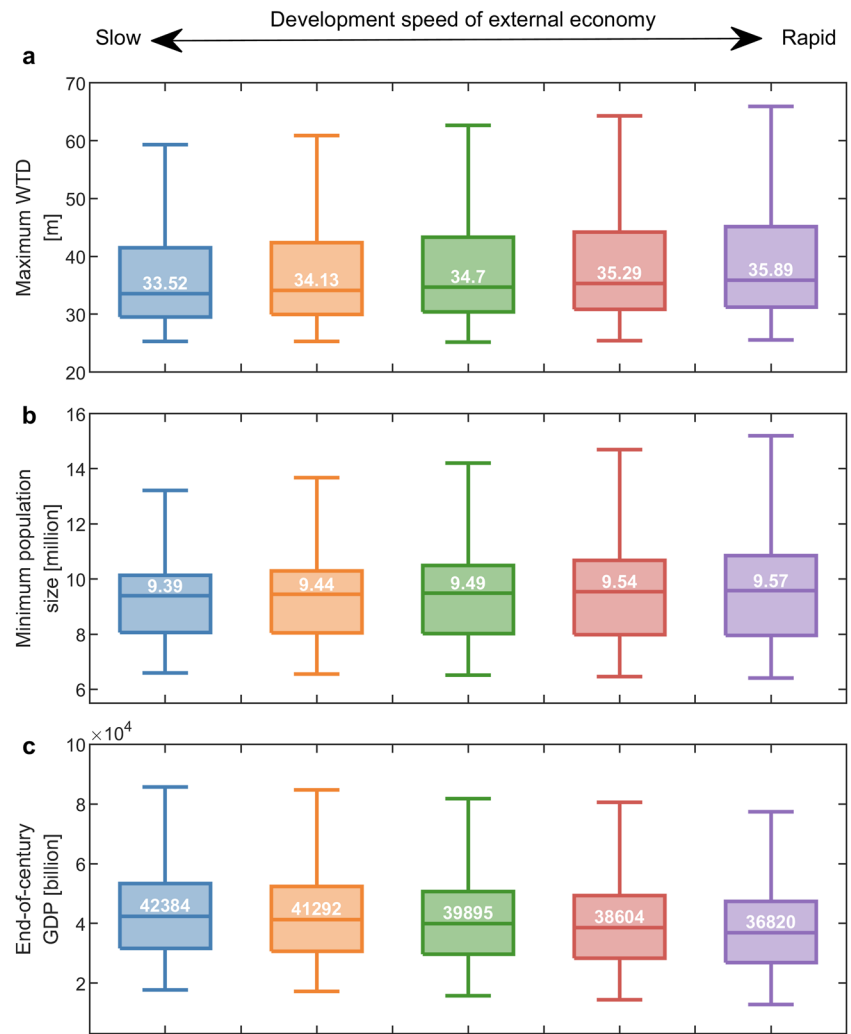 Development speed of external economy
Slow
Rapid
a
Maximum WTD
[m]
70
60
50
40
30
20
33.52
34.13
34.7
35.29
35.89
b
Minimum population
size [million]
16
14
12
10
8
6
9.39
9.44
9.49
9.54
9.57
c
End-of-century
GDP [billion]
×10⁴
10
8
6
4
2
42384
41292
39895
38604
36820